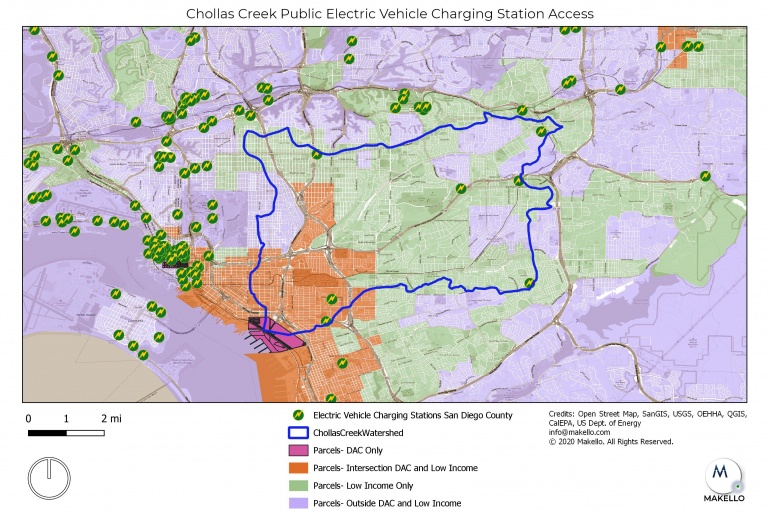 Chollas Creek Public Electric Vehicle Charging Station Access
0 1 2 mi
Electric Vehicle Charging Stations San Diego County
ChollasCreekWatershed
Parcels- DAC Only
Parcels- Intersection DAC and Low Income
Parcels- Low Income Only
Parcels- Outside DAC and Low Income
Credits: Open Street Map, SanGIS, USGS, OEHHA, QGIS,
CalEPA, US Dept. of Energy
info@makello.com
© 2020 Makello. All Rights Reserved.
M
MAKELLO